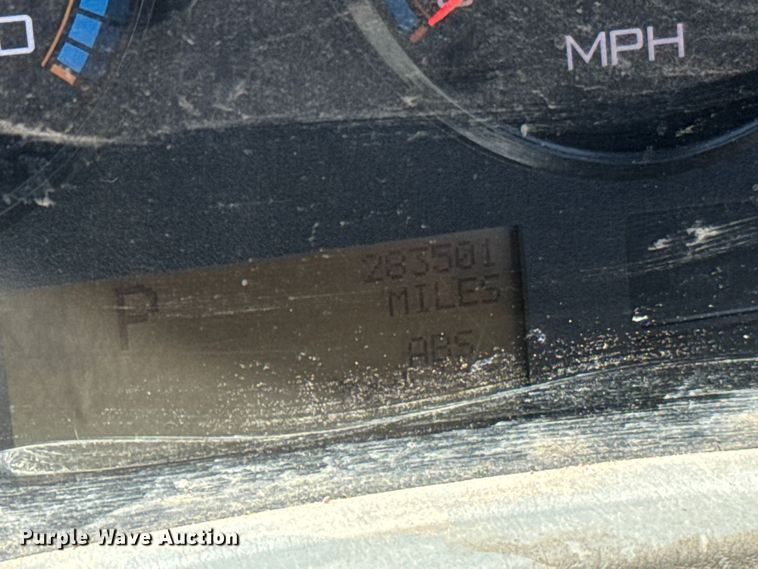 MPH
283501
MILES
P
ABS
Purple Wave Auction